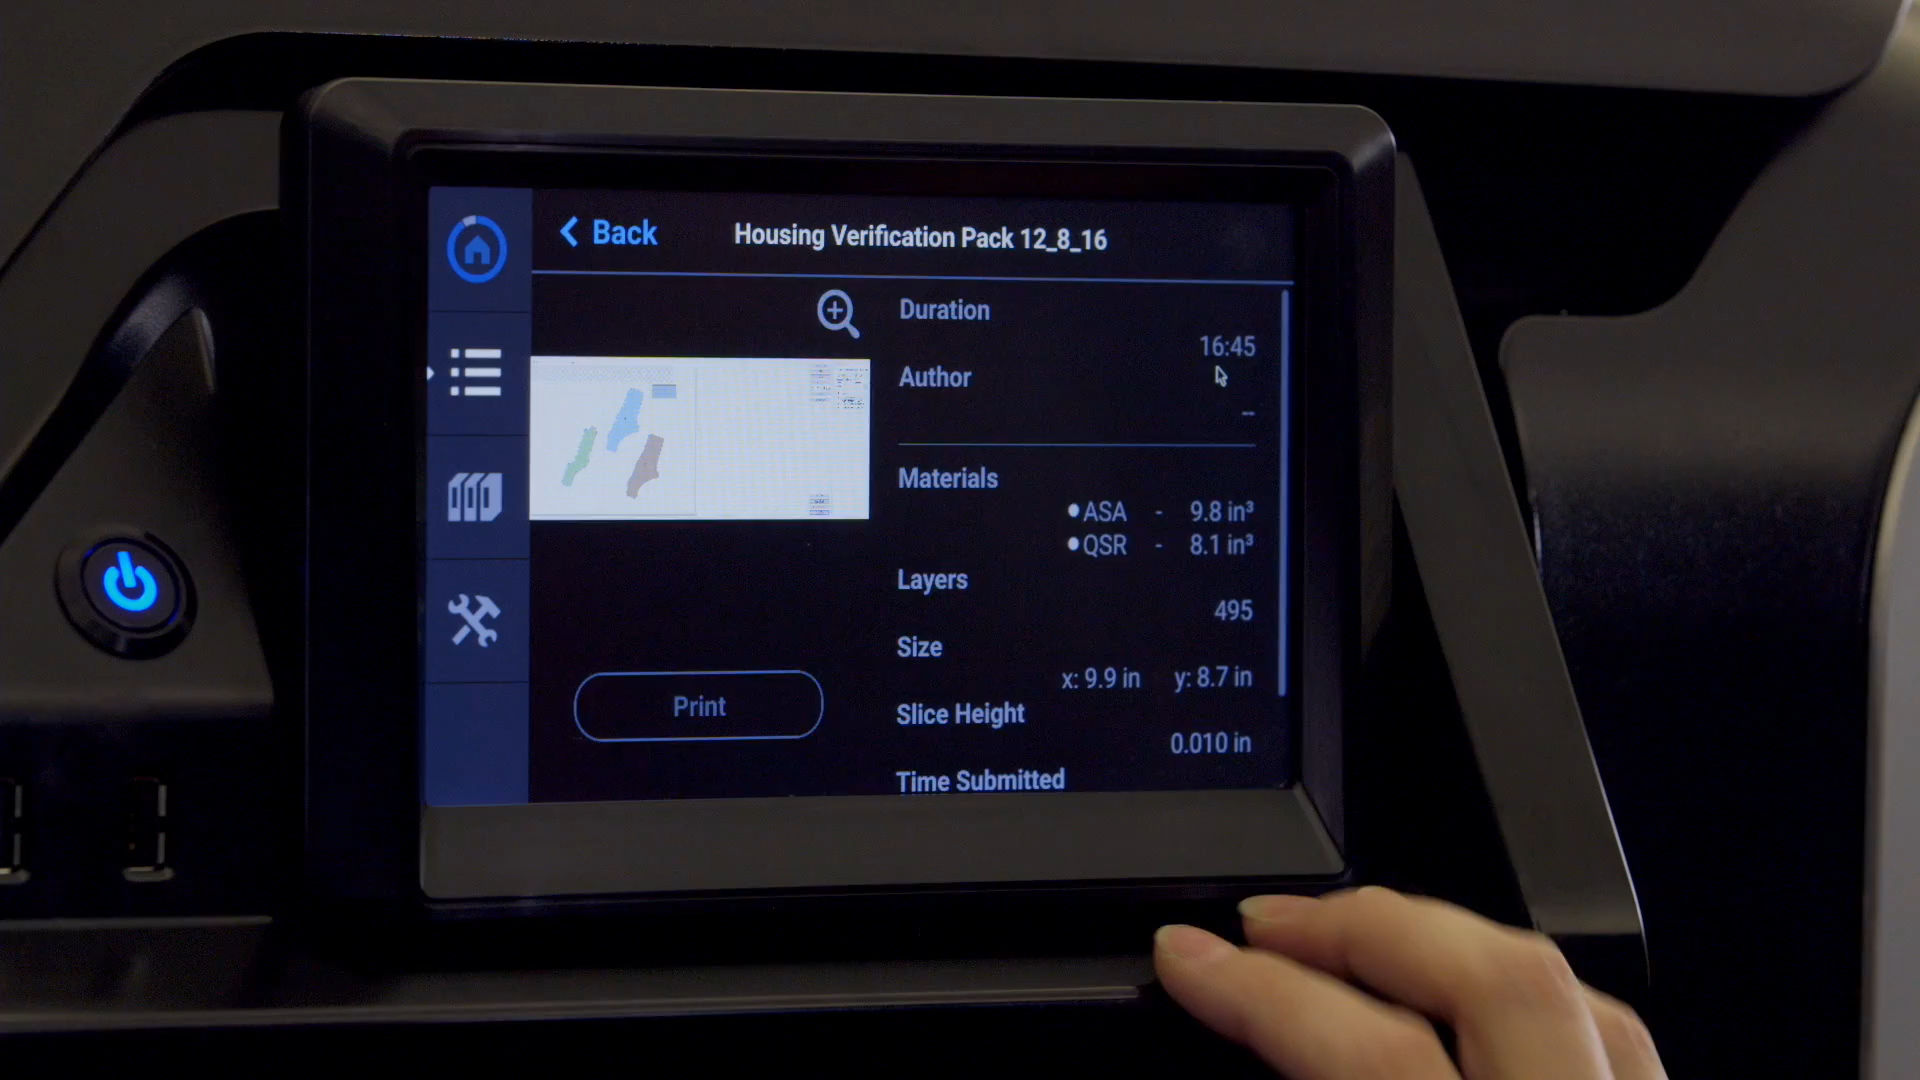 Back
Housing Verification Pack 12_8_16
Duration
16:45
Author
--
Materials
ASA - 9.8 in³
QSR - 8.1 in³
Layers
495
Size
x: 9.9 in y: 8.7 in
Slice Height
0.010 in
Time Submitted
Print